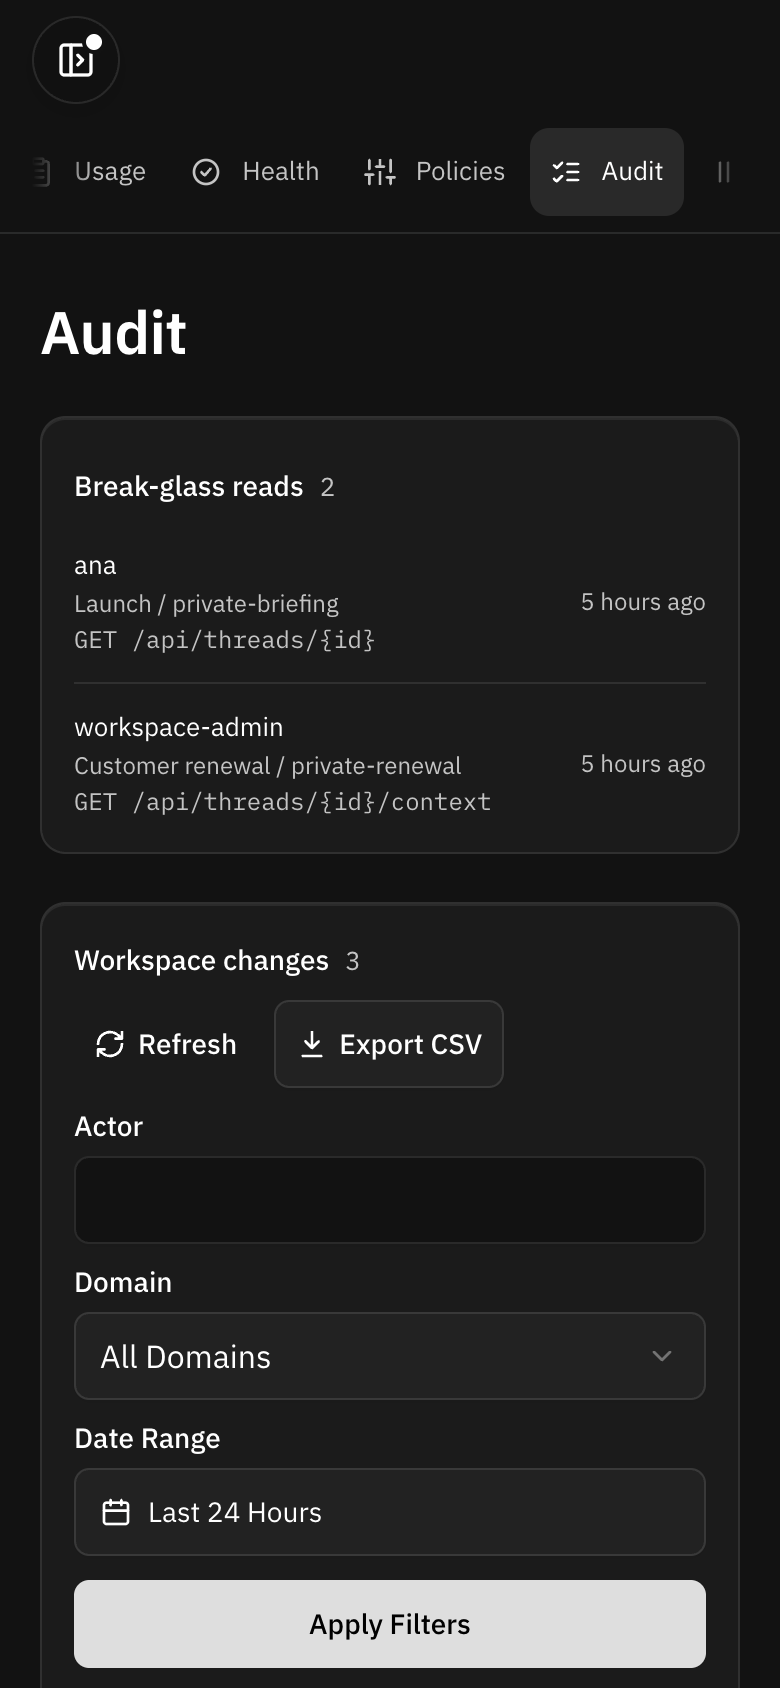 Usage
Health
Policies
Audit
Audit
Break-glass reads 2
ana
Launch / private-briefing
5 hours ago
GET /api/threads/{id}
workspace-admin
Customer renewal / private-renewal
5 hours ago
GET /api/threads/{id}/context
Workspace changes 3
Refresh
Export CSV
Actor
Domain
All Domains
Date Range
Last 24 Hours
Apply Filters